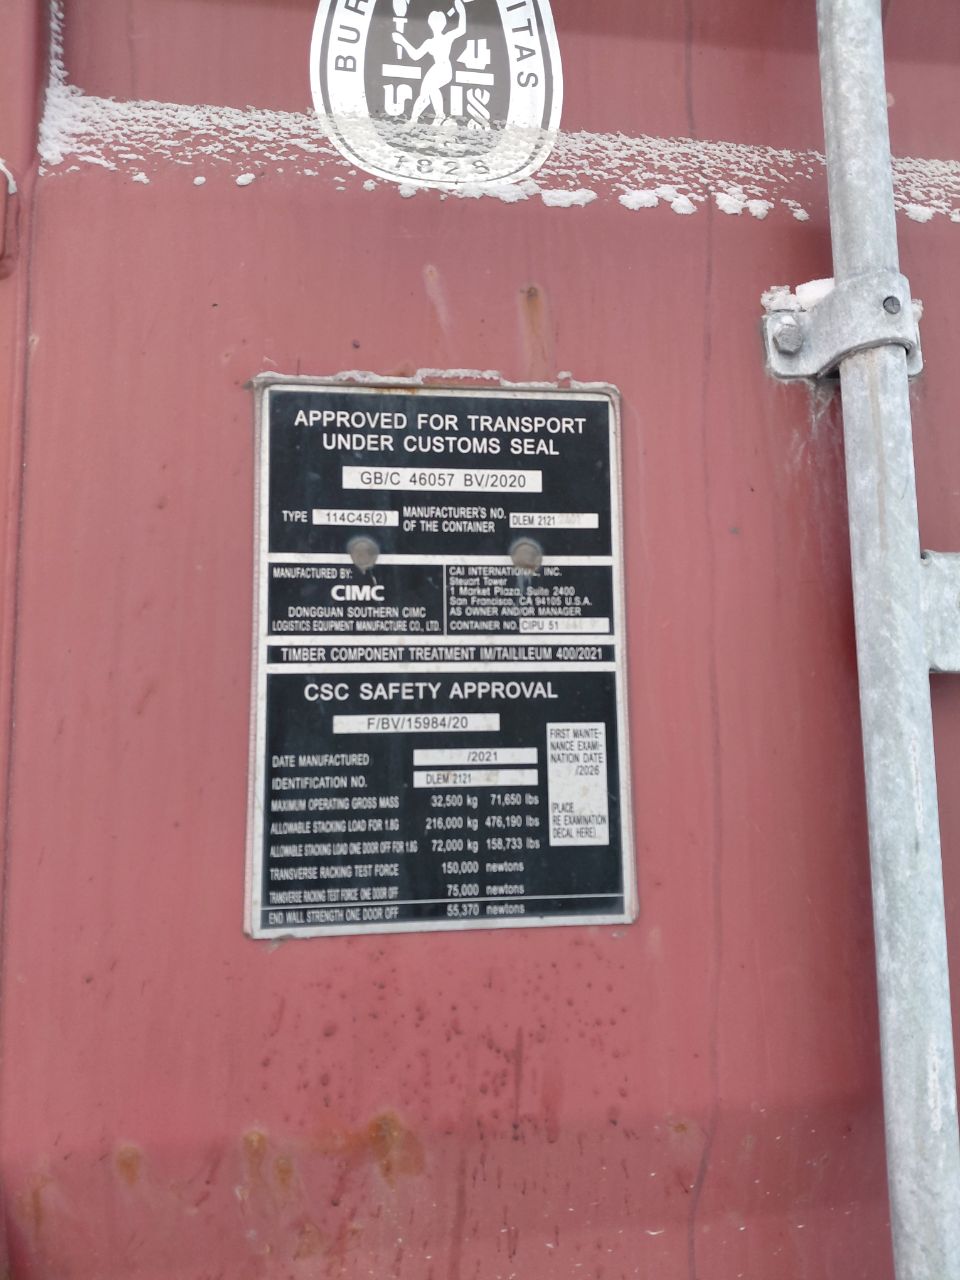 1828
APPROVED FOR TRANSPORT
UNDER CUSTOMS SEAL
GB/C 46057 BV/2020
TYPE 114C45(2) MANUFACTURER'S NO. OF THE CONTAINER DLEM 2121
MANUFACTURED BY:
CIMC
DONGGUAN SOUTHERN CIMC
LOGISTICS EQUIPMENT MANUFACTURE CO., LTD.
CAI INTERNATIONAL, INC.
Steuart Tower
1 Market Plaza, Suite 2400
San Francisco, CA 94105 U.S.A.
AS OWNER AND/OR MANAGER
CONTAINER NO. CIPU 51
TIMBER COMPONENT TREATMENT IM/TAILILEUM 400/2021
CSC SAFETY APPROVAL
F/BV/15984/20
DATE MANUFACTURED /2021
IDENTIFICATION NO. DLEM 2121
MAXIMUM OPERATING GROSS MASS 32,500 kg 71,650 lbs
ALLOWABLE STACKING LOAD FOR 1.8G 216,000 kg 476,190 lbs
ALLOWABLE STACKING LOAD ONE DOOR OFF FOR 1.8G 72,000 kg 158,733 lbs
TRANSVERSE RACKING TEST FORCE 150,000 newtons
TRANSVERSE RACKING TEST FORCE ONE DOOR OFF 75,000 newtons
END WALL STRENGTH ONE DOOR OFF 55,370 newtons
FIRST MAINTE-
NANCE EXAMI-
NATION DATE
/2026
(PLACE
RE EXAMINATION
DECAL HERE)